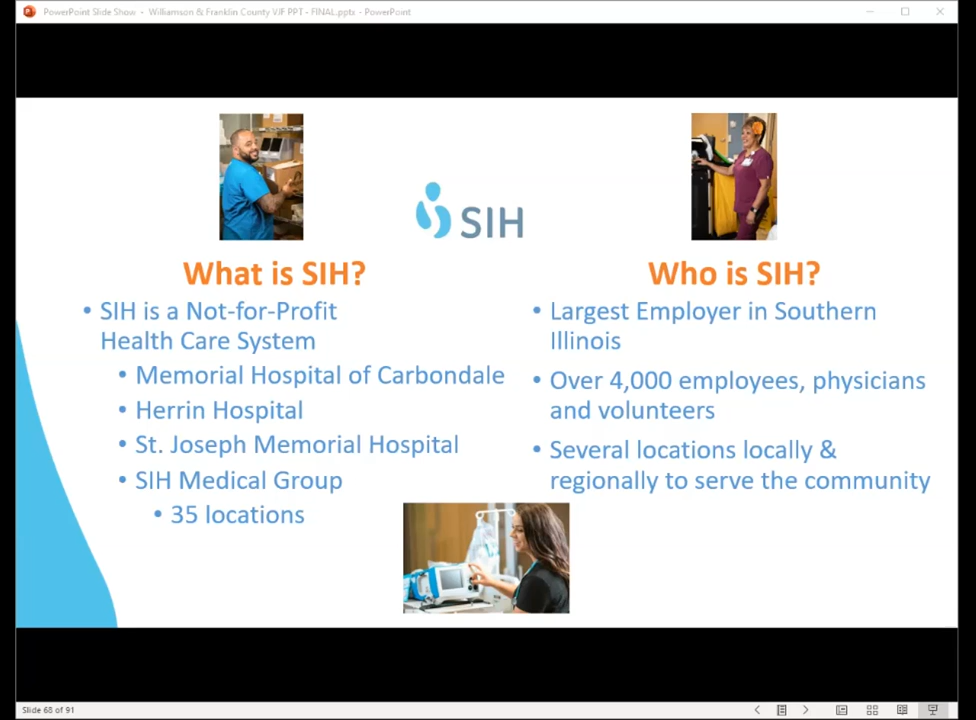 PowerPoint Slide Show - Williamson & Franklin County VJF PPT - FINAL.pptx - PowerPoint
SIH
What is SIH?
• SIH is a Not-for-Profit
Health Care System
• Memorial Hospital of Carbondale
• Herrin Hospital
• St. Joseph Memorial Hospital
• SIH Medical Group
• 35 locations
Who is SIH?
• Largest Employer in Southern
Illinois
• Over 4,000 employees, physicians
and volunteers
• Several locations locally &
regionally to serve the community
Slide 68 of 91